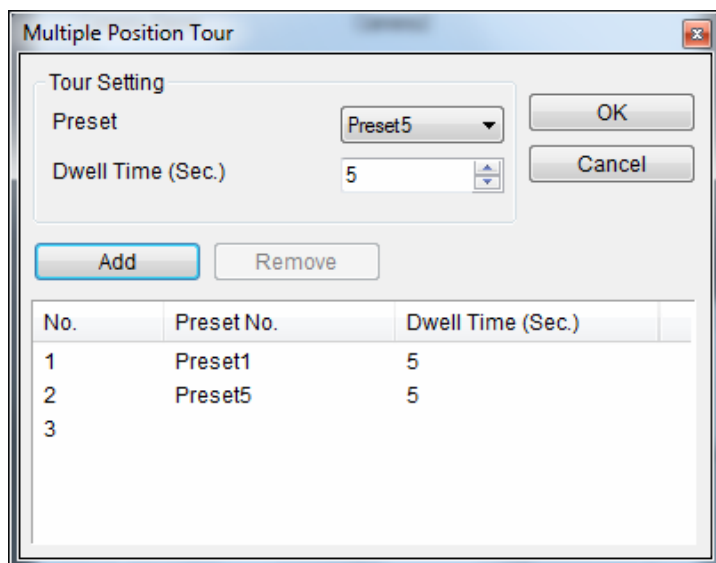 Multiple Position Tour
Tour Setting
Preset Preset5
Dwell Time (Sec.) 5
OK
Cancel
Add Remove
No. Preset No. Dwell Time (Sec.)
1 Preset1 5
2 Preset5 5
3